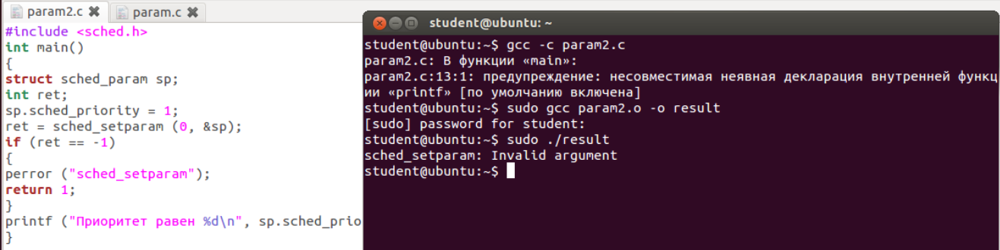 param2.c ✖ param.c ✖
#include <sched.h>
int main()
{
struct sched_param sp;
int ret;
sp.sched_priority = 1;
ret = sched_setparam (0, &sp);
if (ret == -1)
{
perror ("sched_setparam");
return 1;
}
printf ("Приоритет равен %d\n", sp.sched_prio
}
student@ubuntu: ~
student@ubuntu:~$ gcc -c param2.c
param2.c: В функции «main»:
param2.c:13:1: предупреждение: несовместимая неявная декларация внутренней функц
ии «printf» [по умолчанию включена]
student@ubuntu:~$ sudo gcc param2.o -o result
[sudo] password for student:
student@ubuntu:~$ sudo ./result
sched_setparam: Invalid argument
student@ubuntu:~$